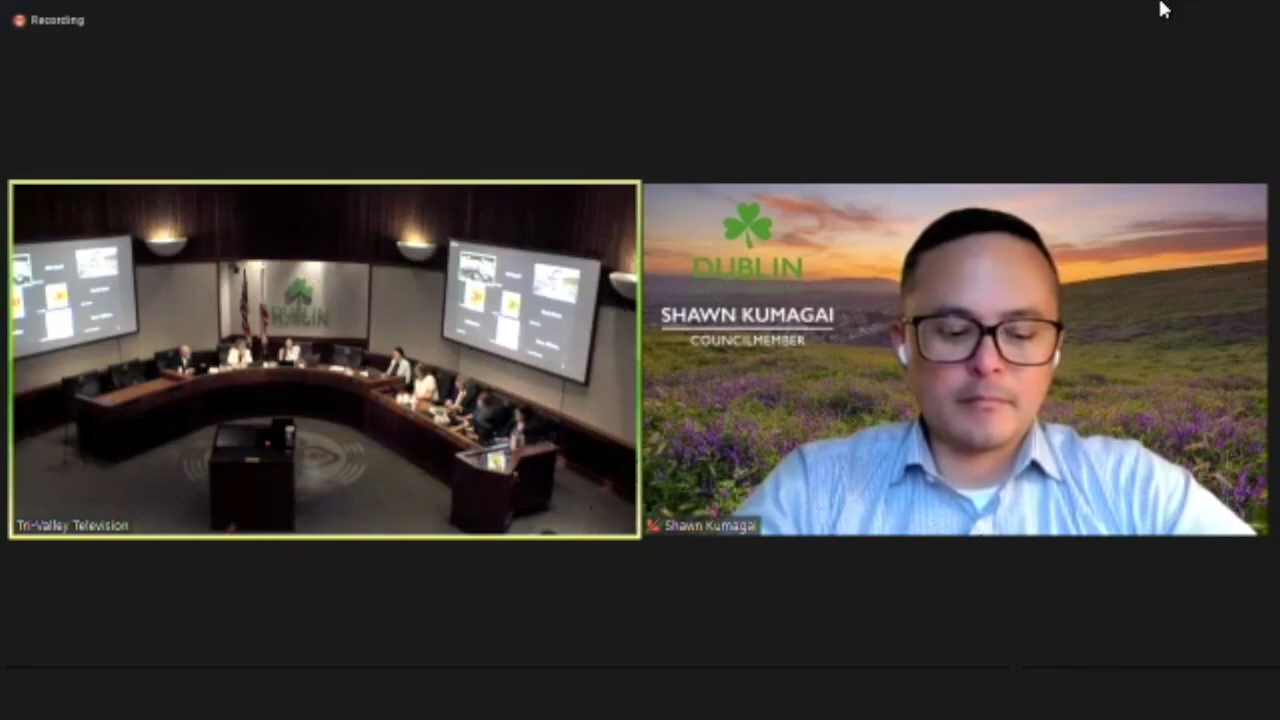 Recording
DUBLIN
SHAWN KUMAGAI
COUNCILMEMBER
DUBLIN
Tri-Valley Television
Shawn Kumagai